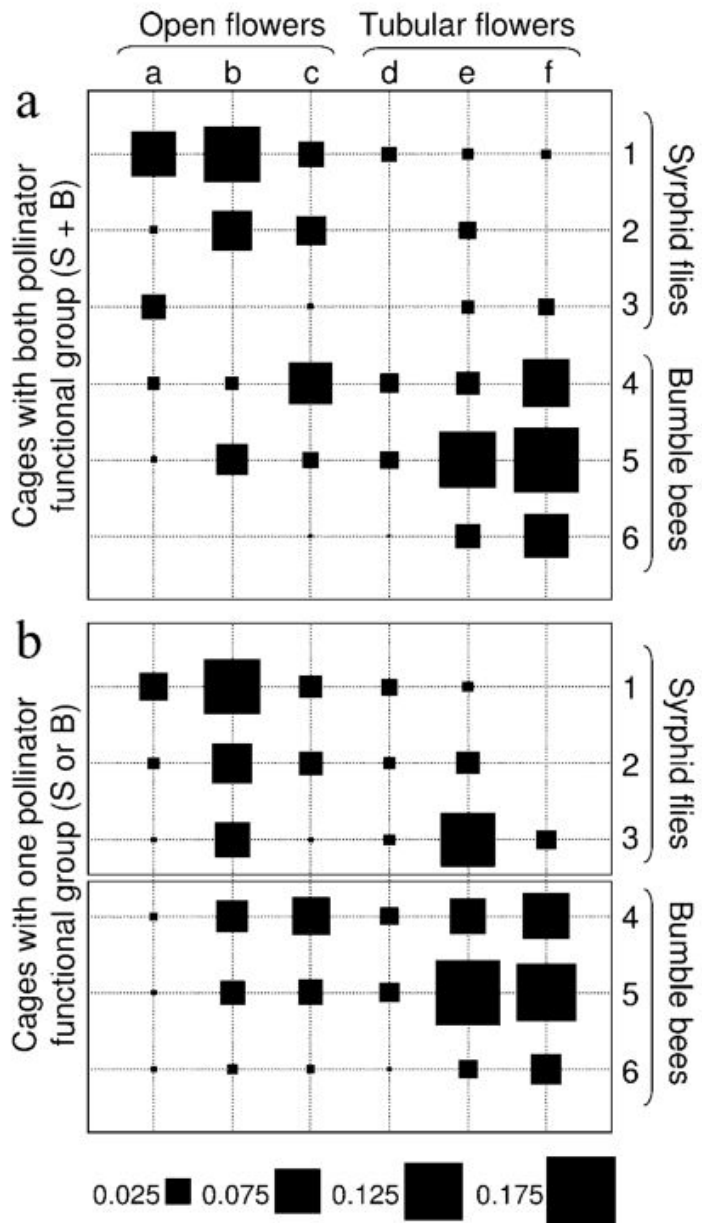 Open flowers Tubular flowers
a b c d e f
a
Cages with both pollinator
functional group (S + B)
1
2
3
Syrphid flies
4
5
6
Bumble bees
b
Cages with one pollinator
functional group (S or B)
1
2
3
Syrphid flies
4
5
6
Bumble bees
0.025 0.075 0.125 0.175